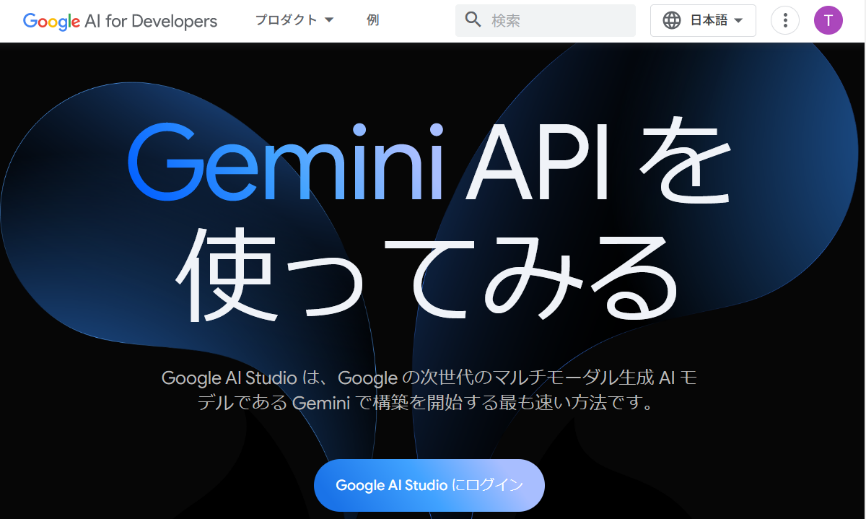 Google AI for Developers プロダクト 例 検索 日本語 T
Gemini API を
使ってみる
Google AI Studio は、Google の次世代のマルチモーダル生成 AI モ
デルである Gemini で構築を開始する最も速い方法です。
Google AI Studio にログイン